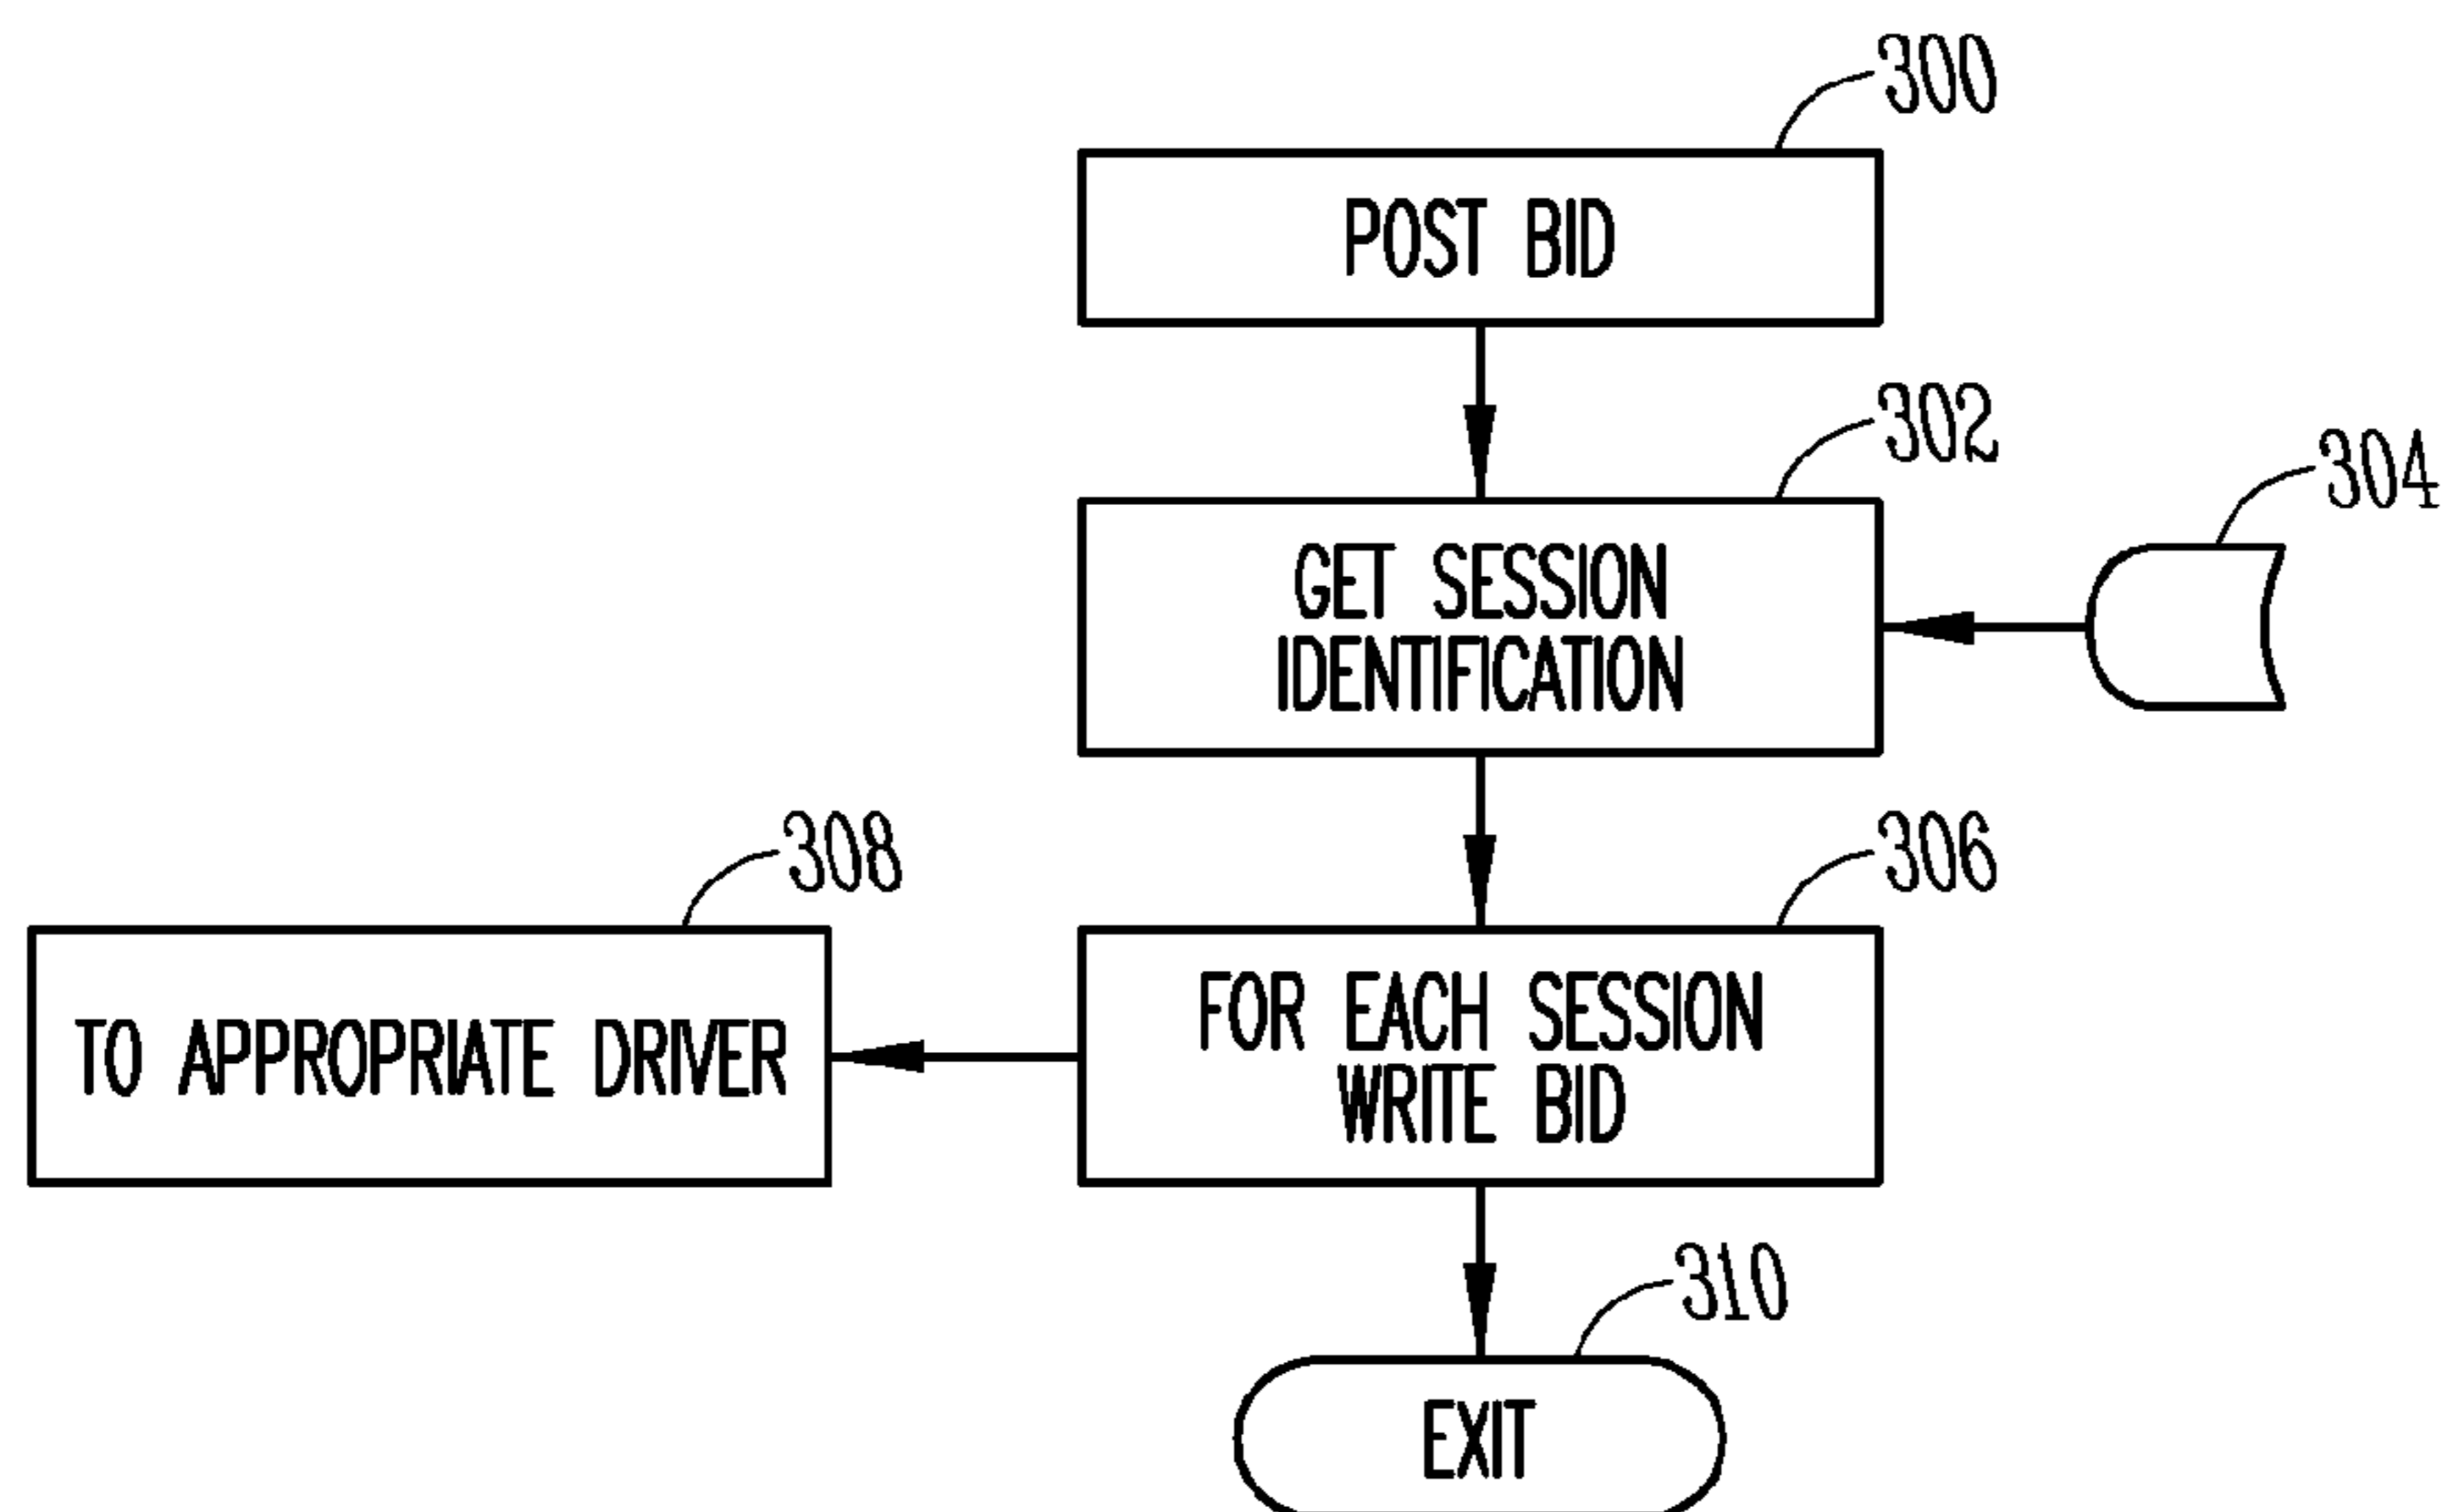 300
POST BID
302
304
GET SESSION
IDENTIFICATION
308
306
FOR EACH SESSION
WRITE BID
TO APPROPRIATE DRIVER
310
EXIT